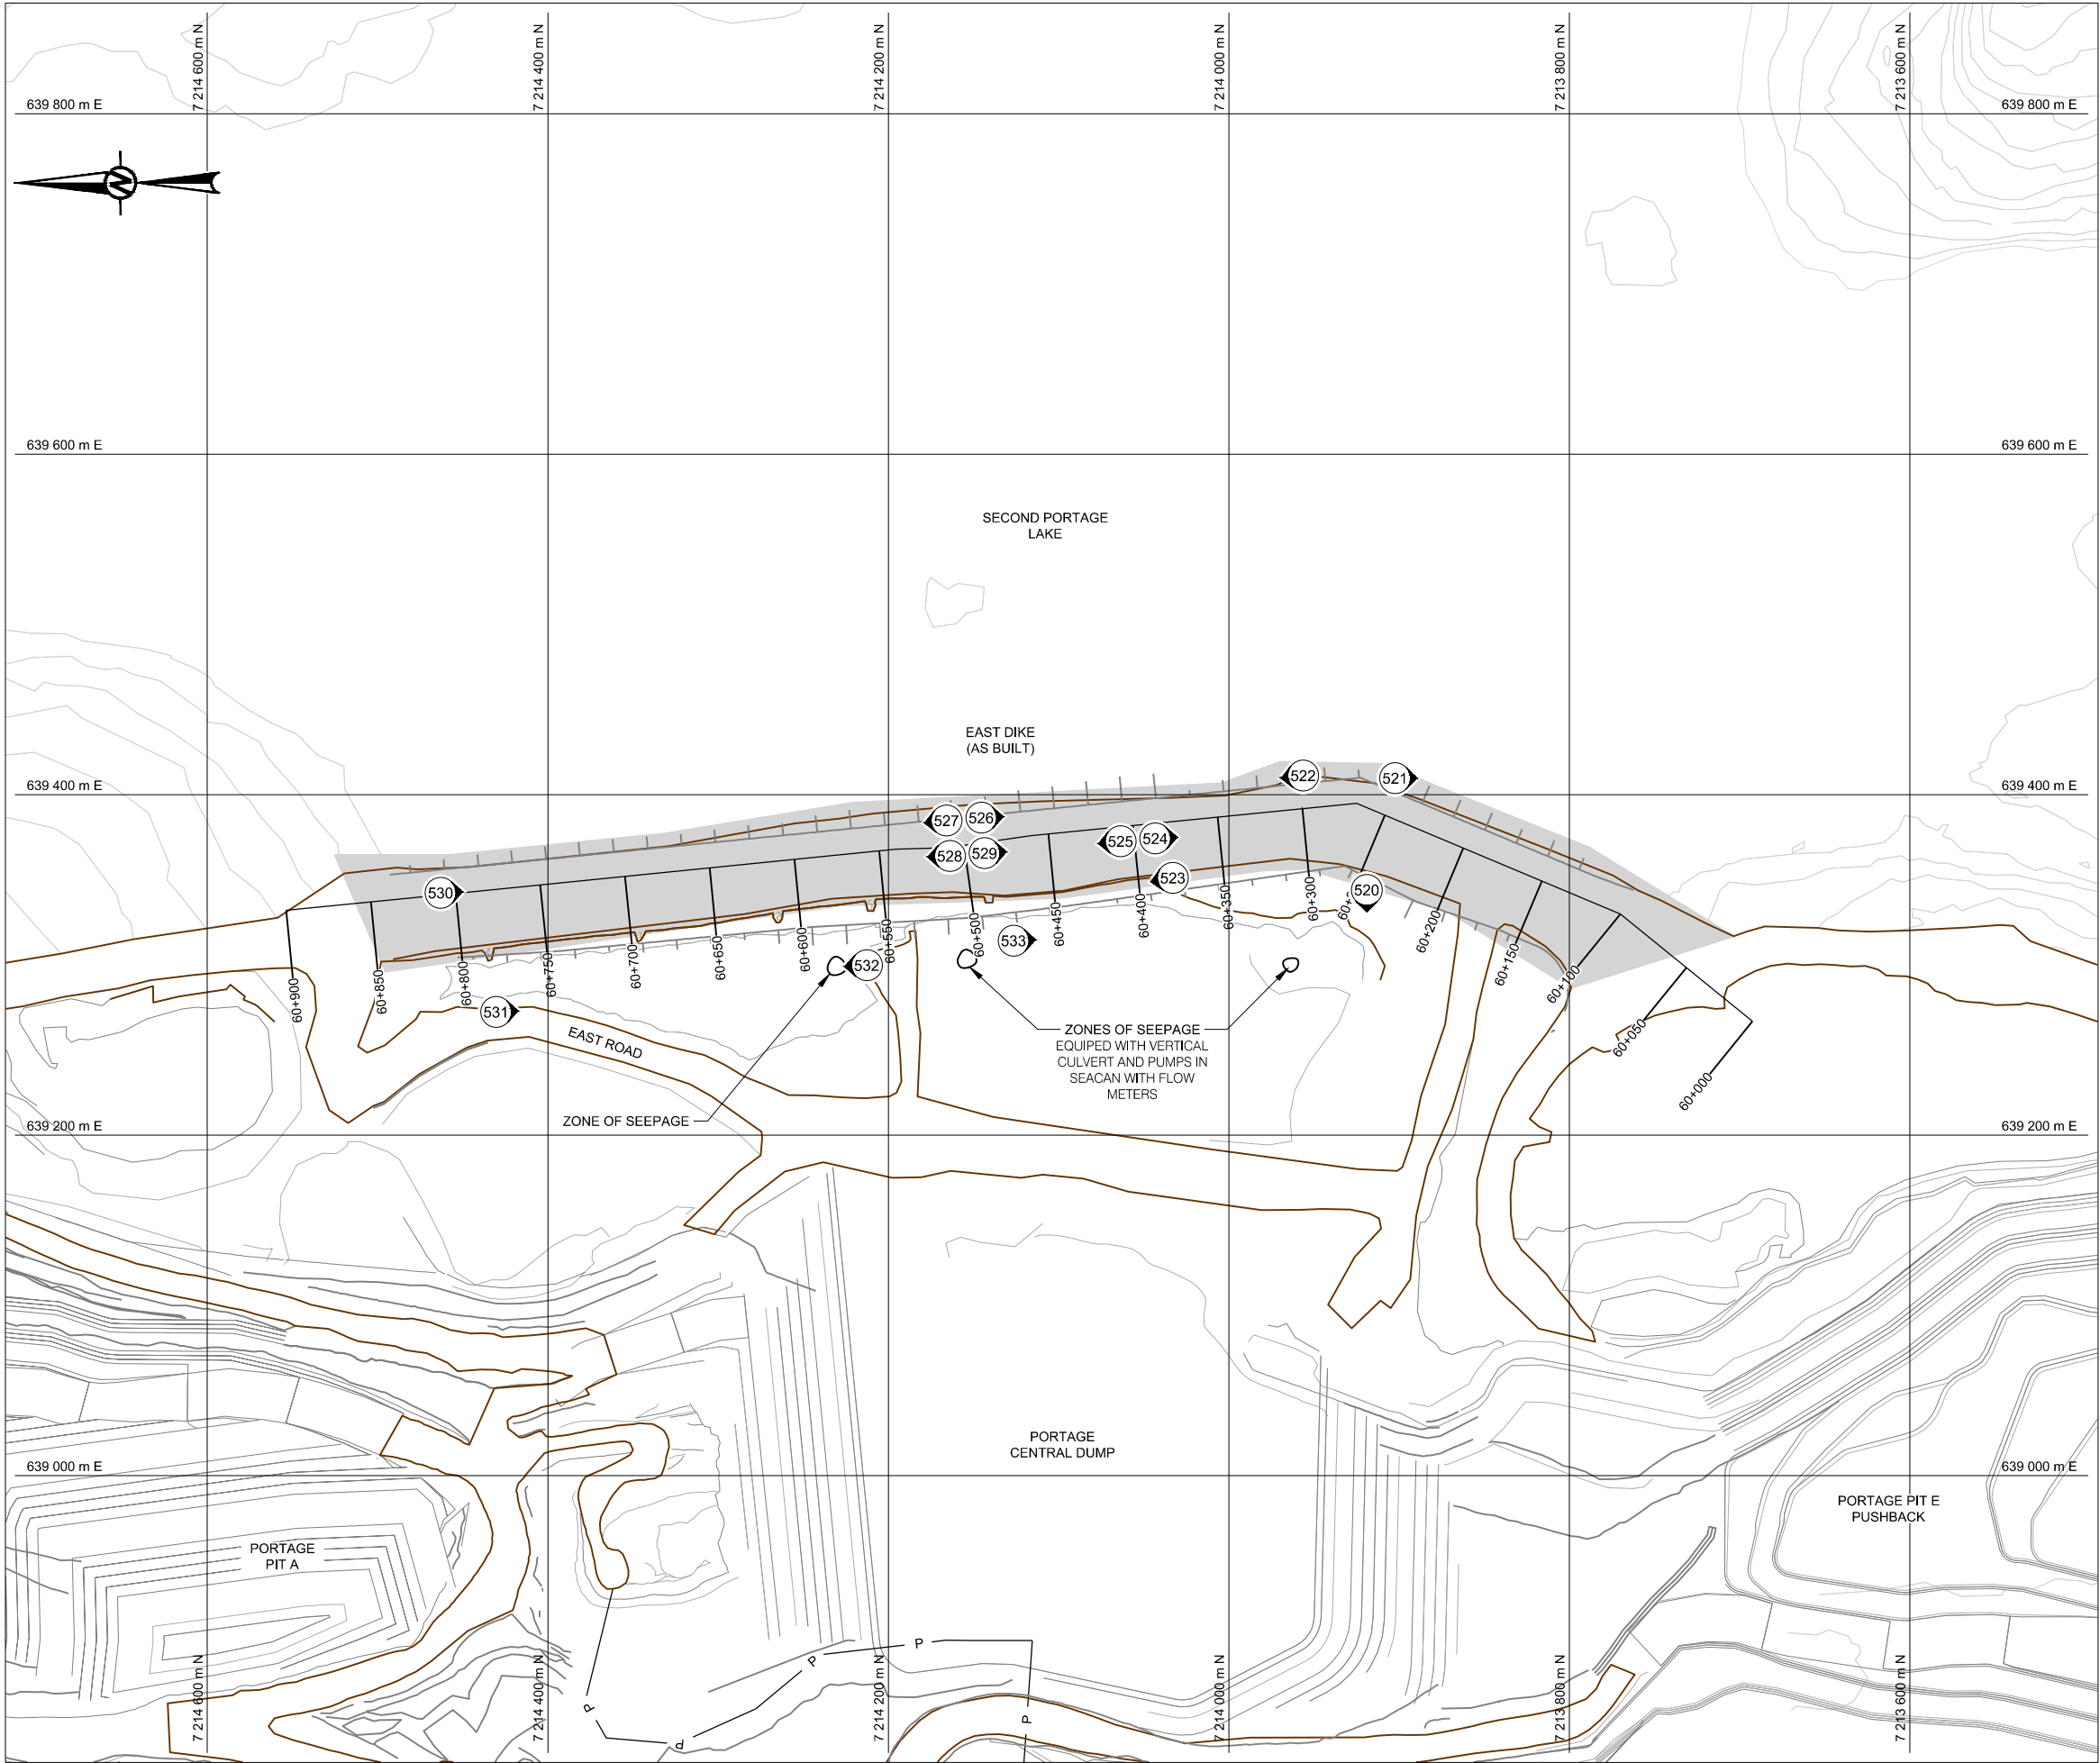 7 214 600 m N
7 214 400 m N
7 214 200 m N
7 214 000 m N
7 213 800 m N
7 213 600 m N
639 800 m E
639 800 m E
N
639 600 m E
639 600 m E
SECOND PORTAGE
LAKE
EAST DIKE
(AS BUILT)
639 400 m E
639 400 m E
522
521
527
526
525
524
528
529
523
530
520
533
532
531
60+900
60+850
60+800
60+750
60+700
60+650
60+600
60+550
60+500
60+450
60+400
60+350
60+300
60+200
60+150
60+100
60+050
60+000
EAST ROAD
ZONES OF SEEPAGE
EQUIPED WITH VERTICAL
CULVERT AND PUMPS IN
SEACAN WITH FLOW
METERS
ZONE OF SEEPAGE
639 200 m E
639 200 m E
PORTAGE
CENTRAL DUMP
639 000 m E
639 000 m E
PORTAGE PIT E
PUSHBACK
PORTAGE
PIT A
P
P
P
P
P
7 214 600 m N
7 214 400 m N
7 214 200 m N
7 214 000 m N
7 213 800 m N
7 213 600 m N